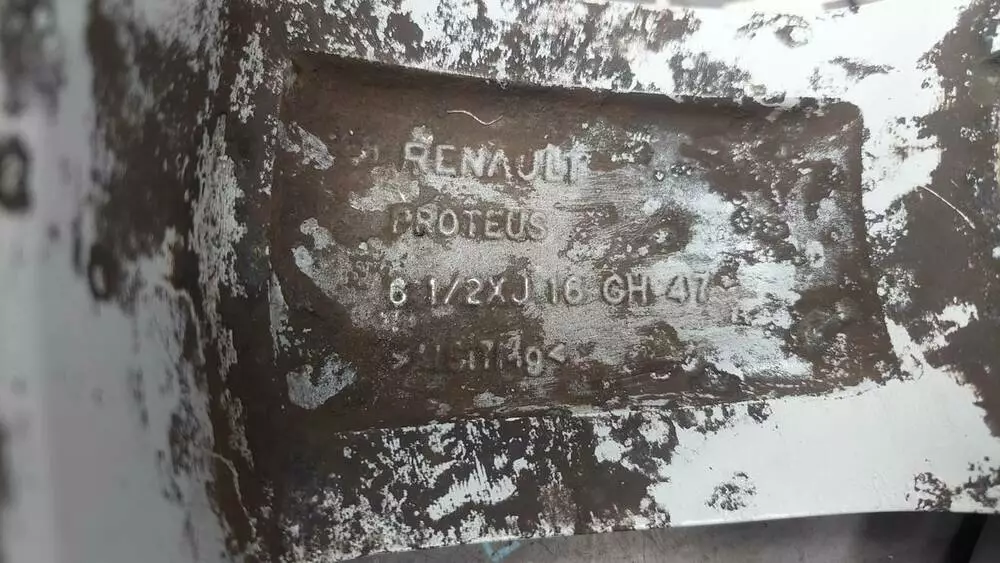 RENAULT
PROTEUS
6 1/2XJ 16 CH 47